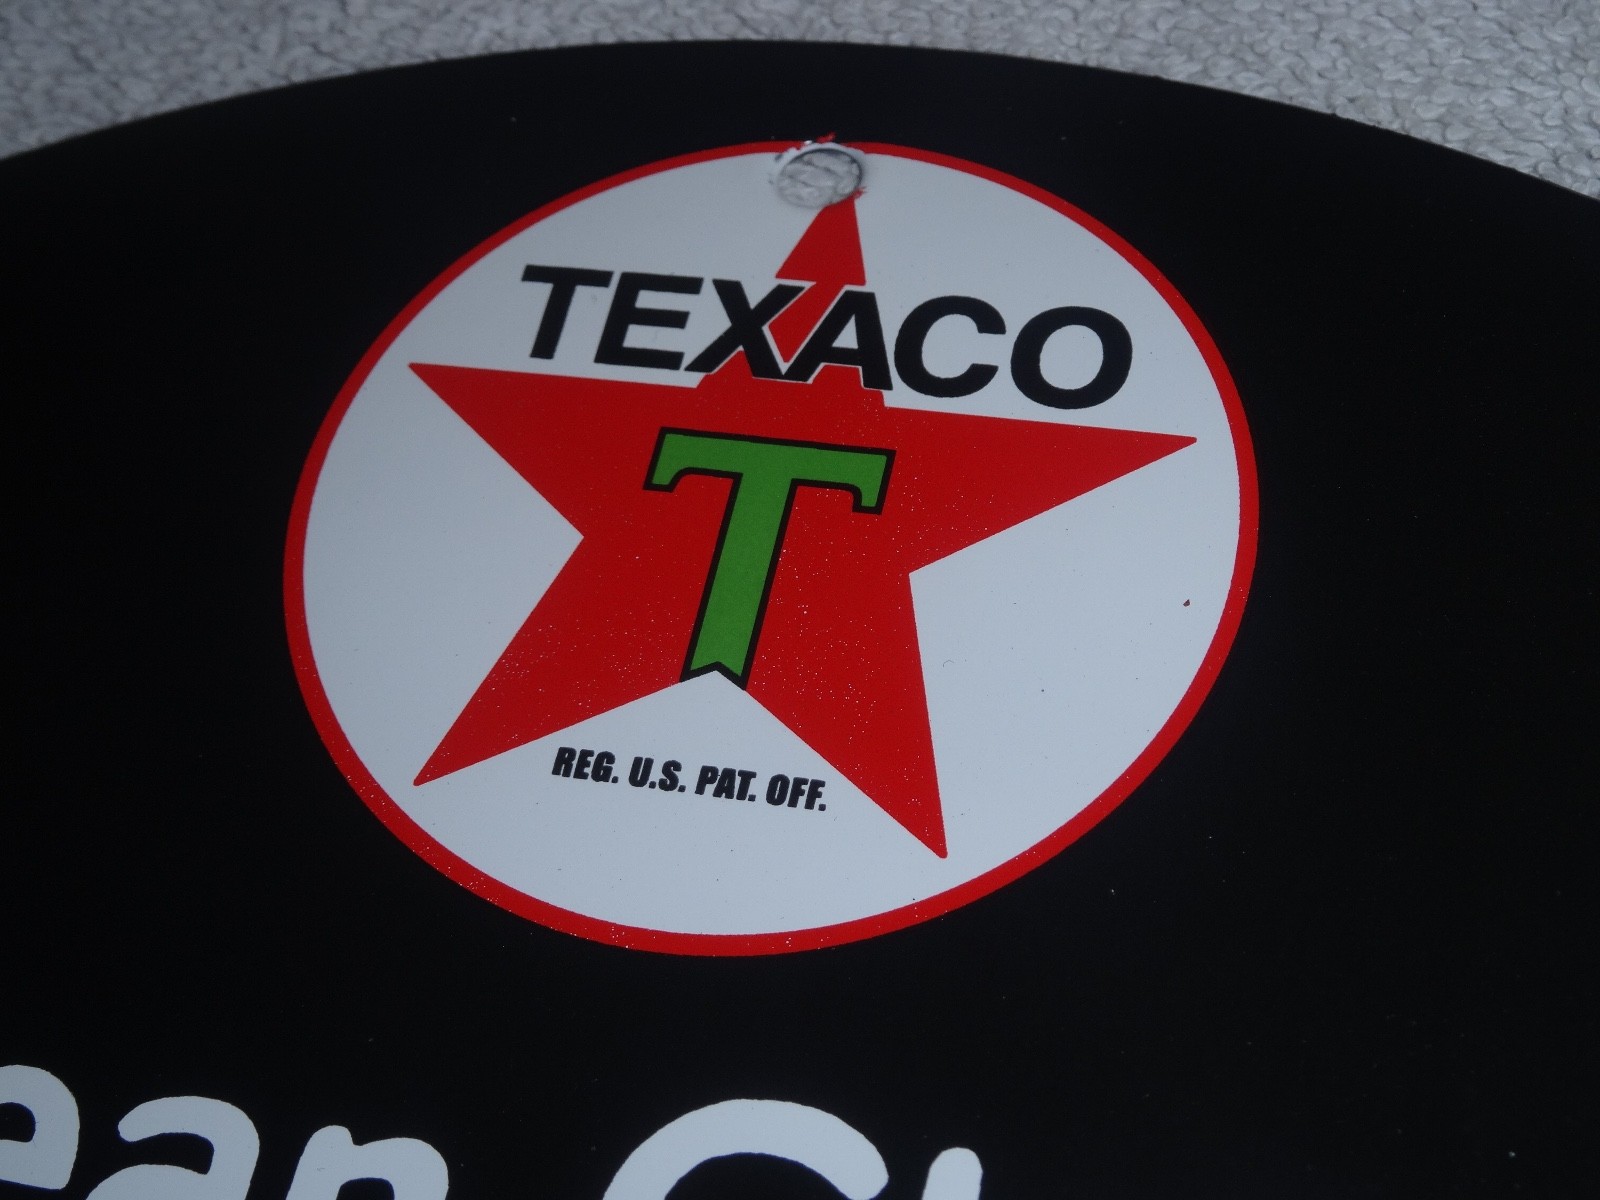 TEXACO
T
REG. U.S. PAT. OFF.